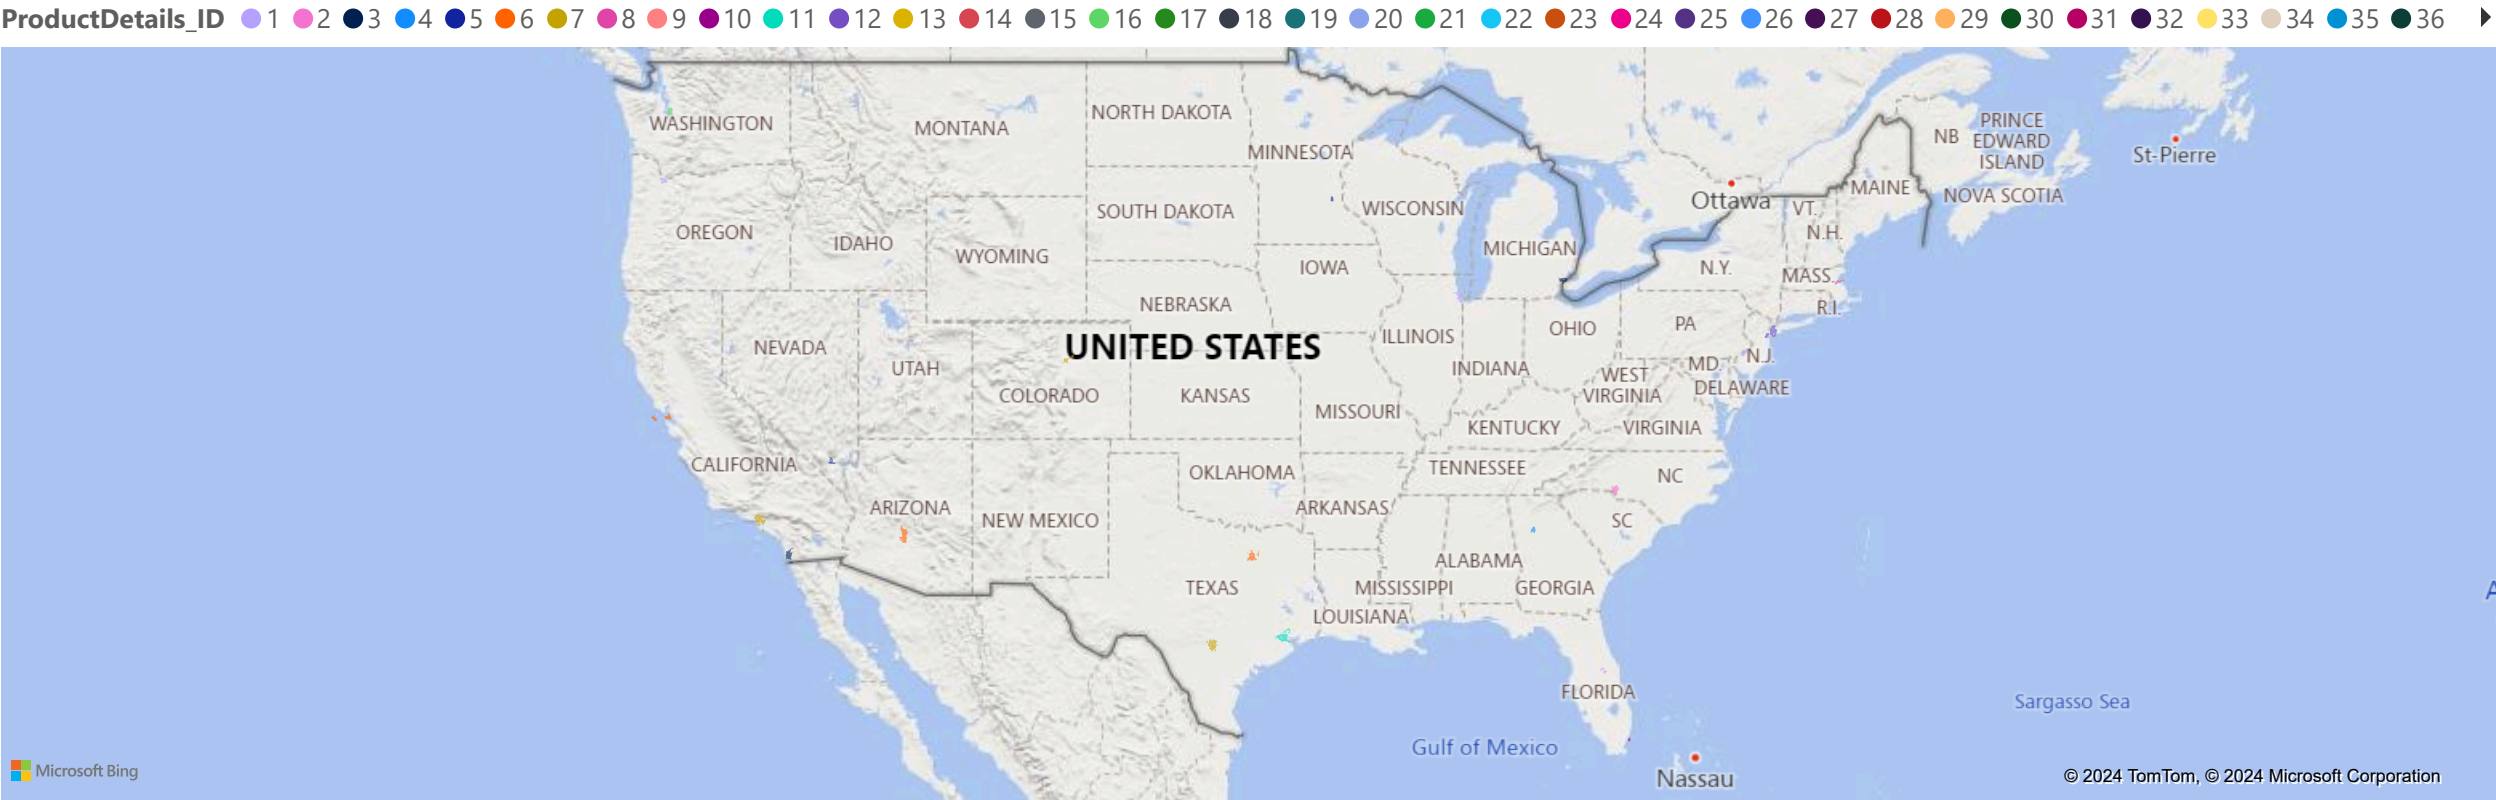 ProductDetails_ID 1 2 3 4 5 6 7 8 9 10 11 12 13 14 15 16 17 18 19 20 21 22 23 24 25 26 27 28 29 30 31 32 33 34 35 36
WASHINGTON
MONTANA
NORTH DAKOTA
MINNESOTA
NB
PRINCE
EDWARD
ISLAND
St-Pierre
MAINE
NOVA SCOTIA
Ottawa
OREGON
IDAHO
WYOMING
SOUTH DAKOTA
WISCONSIN
MICHIGAN
VT.
N.H.
IOWA
N.Y.
MASS.
NEBRASKA
R.I.
NEVADA
UTAH
UNITED STATES
ILLINOIS
OHIO
PA
N.J.
COLORADO
KANSAS
MISSOURI
INDIANA
WEST
VIRGINIA
MD.
DELAWARE
KENTUCKY
VIRGINIA
CALIFORNIA
OKLAHOMA
TENNESSEE
NC
ARIZONA
NEW MEXICO
ARKANSAS
SC
TEXAS
ALABAMA
MISSISSIPPI
GEORGIA
LOUISIANA
FLORIDA
Sargasso Sea
Gulf of Mexico
Nassau
Microsoft Bing
© 2024 TomTom, © 2024 Microsoft Corporation